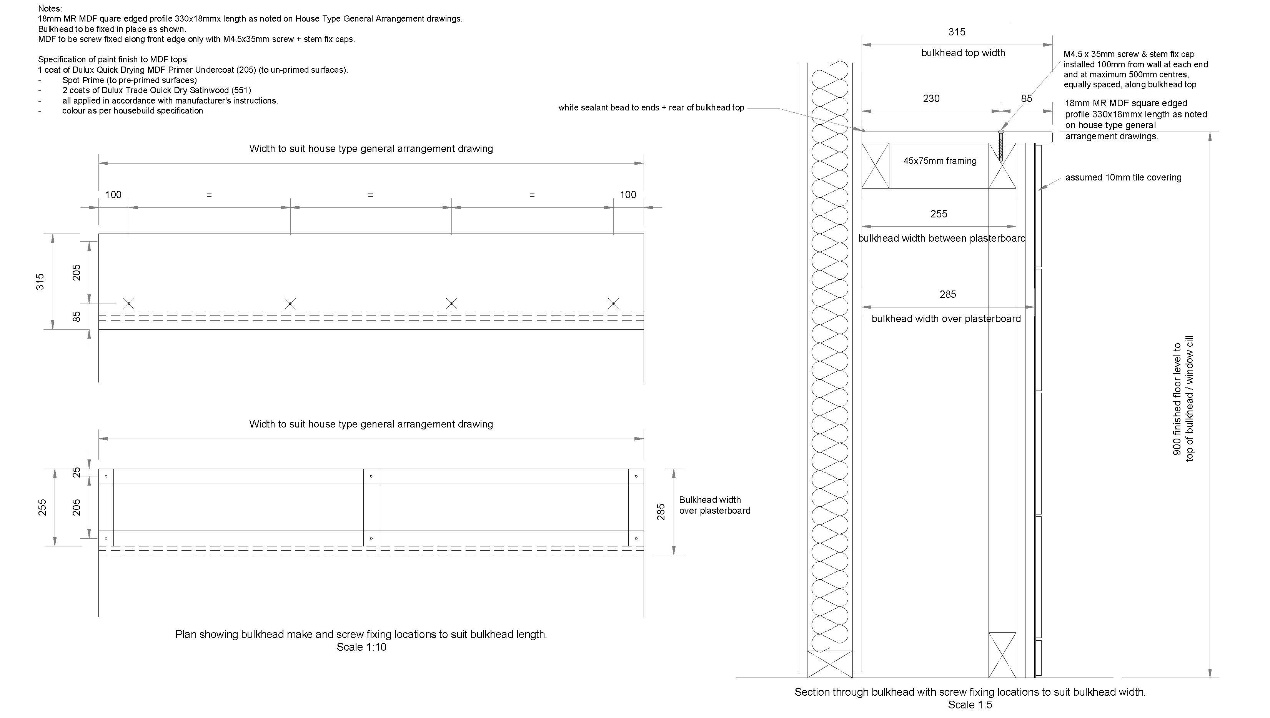 Notes:
18mm MR MDF quare edged profile 330x18mmx length as noted on House Type General Arrangement drawings.
Bulkhead to be fixed in place as shown.
MDF to be screw fixed along front edge only with M4.5x35mm screw + stem fix caps.
Specification of paint finish to MDF tops
1 coat of Dulux Quick Drying MDF Primer Undercoat (205) (to un-primed surfaces).
- Spot Prime (to pre-primed surfaces)
- 2 coats of Dulux Trade Quick Dry Satinwood (551)
- all applied in accordance with manufacturer's instructions.
- colour as per housebuild specification
Width to suit house type general arrangement drawing
100 = = = 100
315
205
85
Width to suit house type general arrangement drawing
25
255
205
285
Bulkhead width
over plasterboard
Plan showing bulkhead make and screw fixing locations to suit bulkhead length.
Scale 1:10
315
bulkhead top width
M4.5 x 35mm screw & stem fix cap
installed 100mm from wall at each end
and at maximum 500mm centres,
equally spaced, along bulkhead top
230
85
white sealant bead to ends + rear of bulkhead top
18mm MR MDF square edged
profile 330x18mmx length as noted
on house type general
arrangement drawings.
45x75mm framing
assumed 10mm tile covering
255
bulkhead width between plasterboard
285
bulkhead width over plasterboard
900 finished floor level to
top of bulkhead / window cill
Section through bulkhead with screw fixing locations to suit bulkhead width.
Scale 1:5